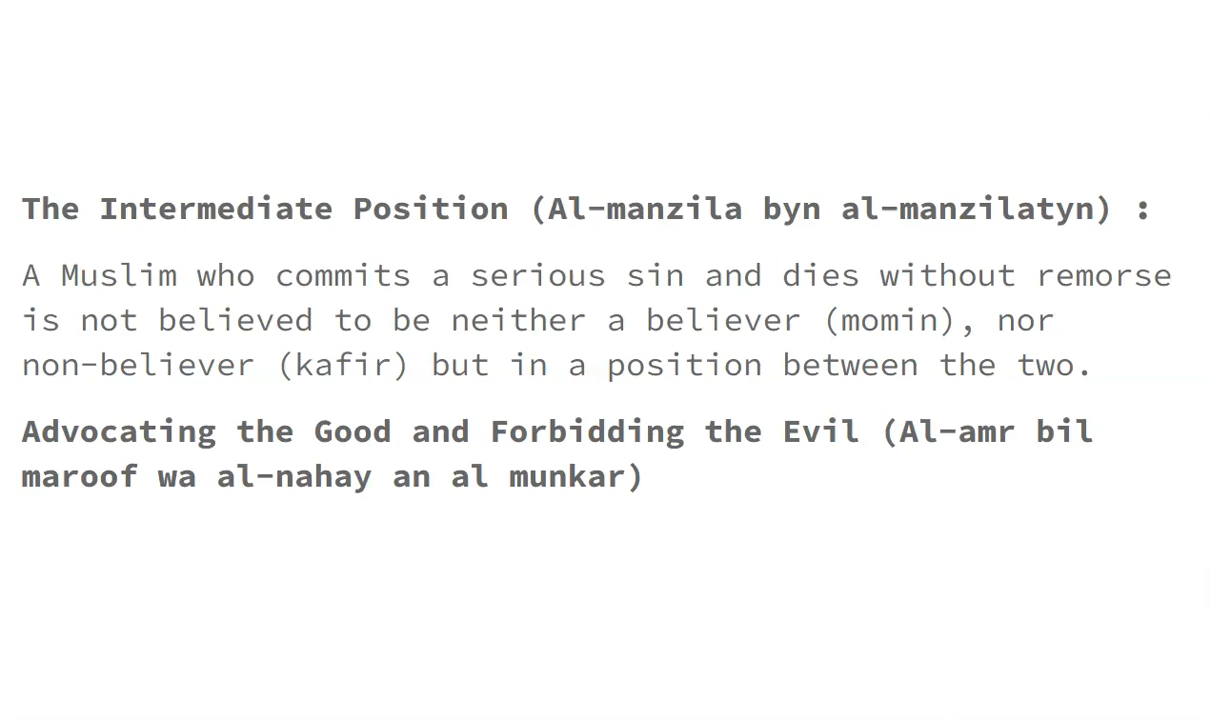 The Intermediate Position (Al-manzila byn al-manzilatyn) :
A Muslim who commits a serious sin and dies without remorse
is not believed to be neither a believer (momin), nor
non-believer (kafir) but in a position between the two.
Advocating the Good and Forbidding the Evil (Al-amr bil
maroof wa al-nahay an al munkar)